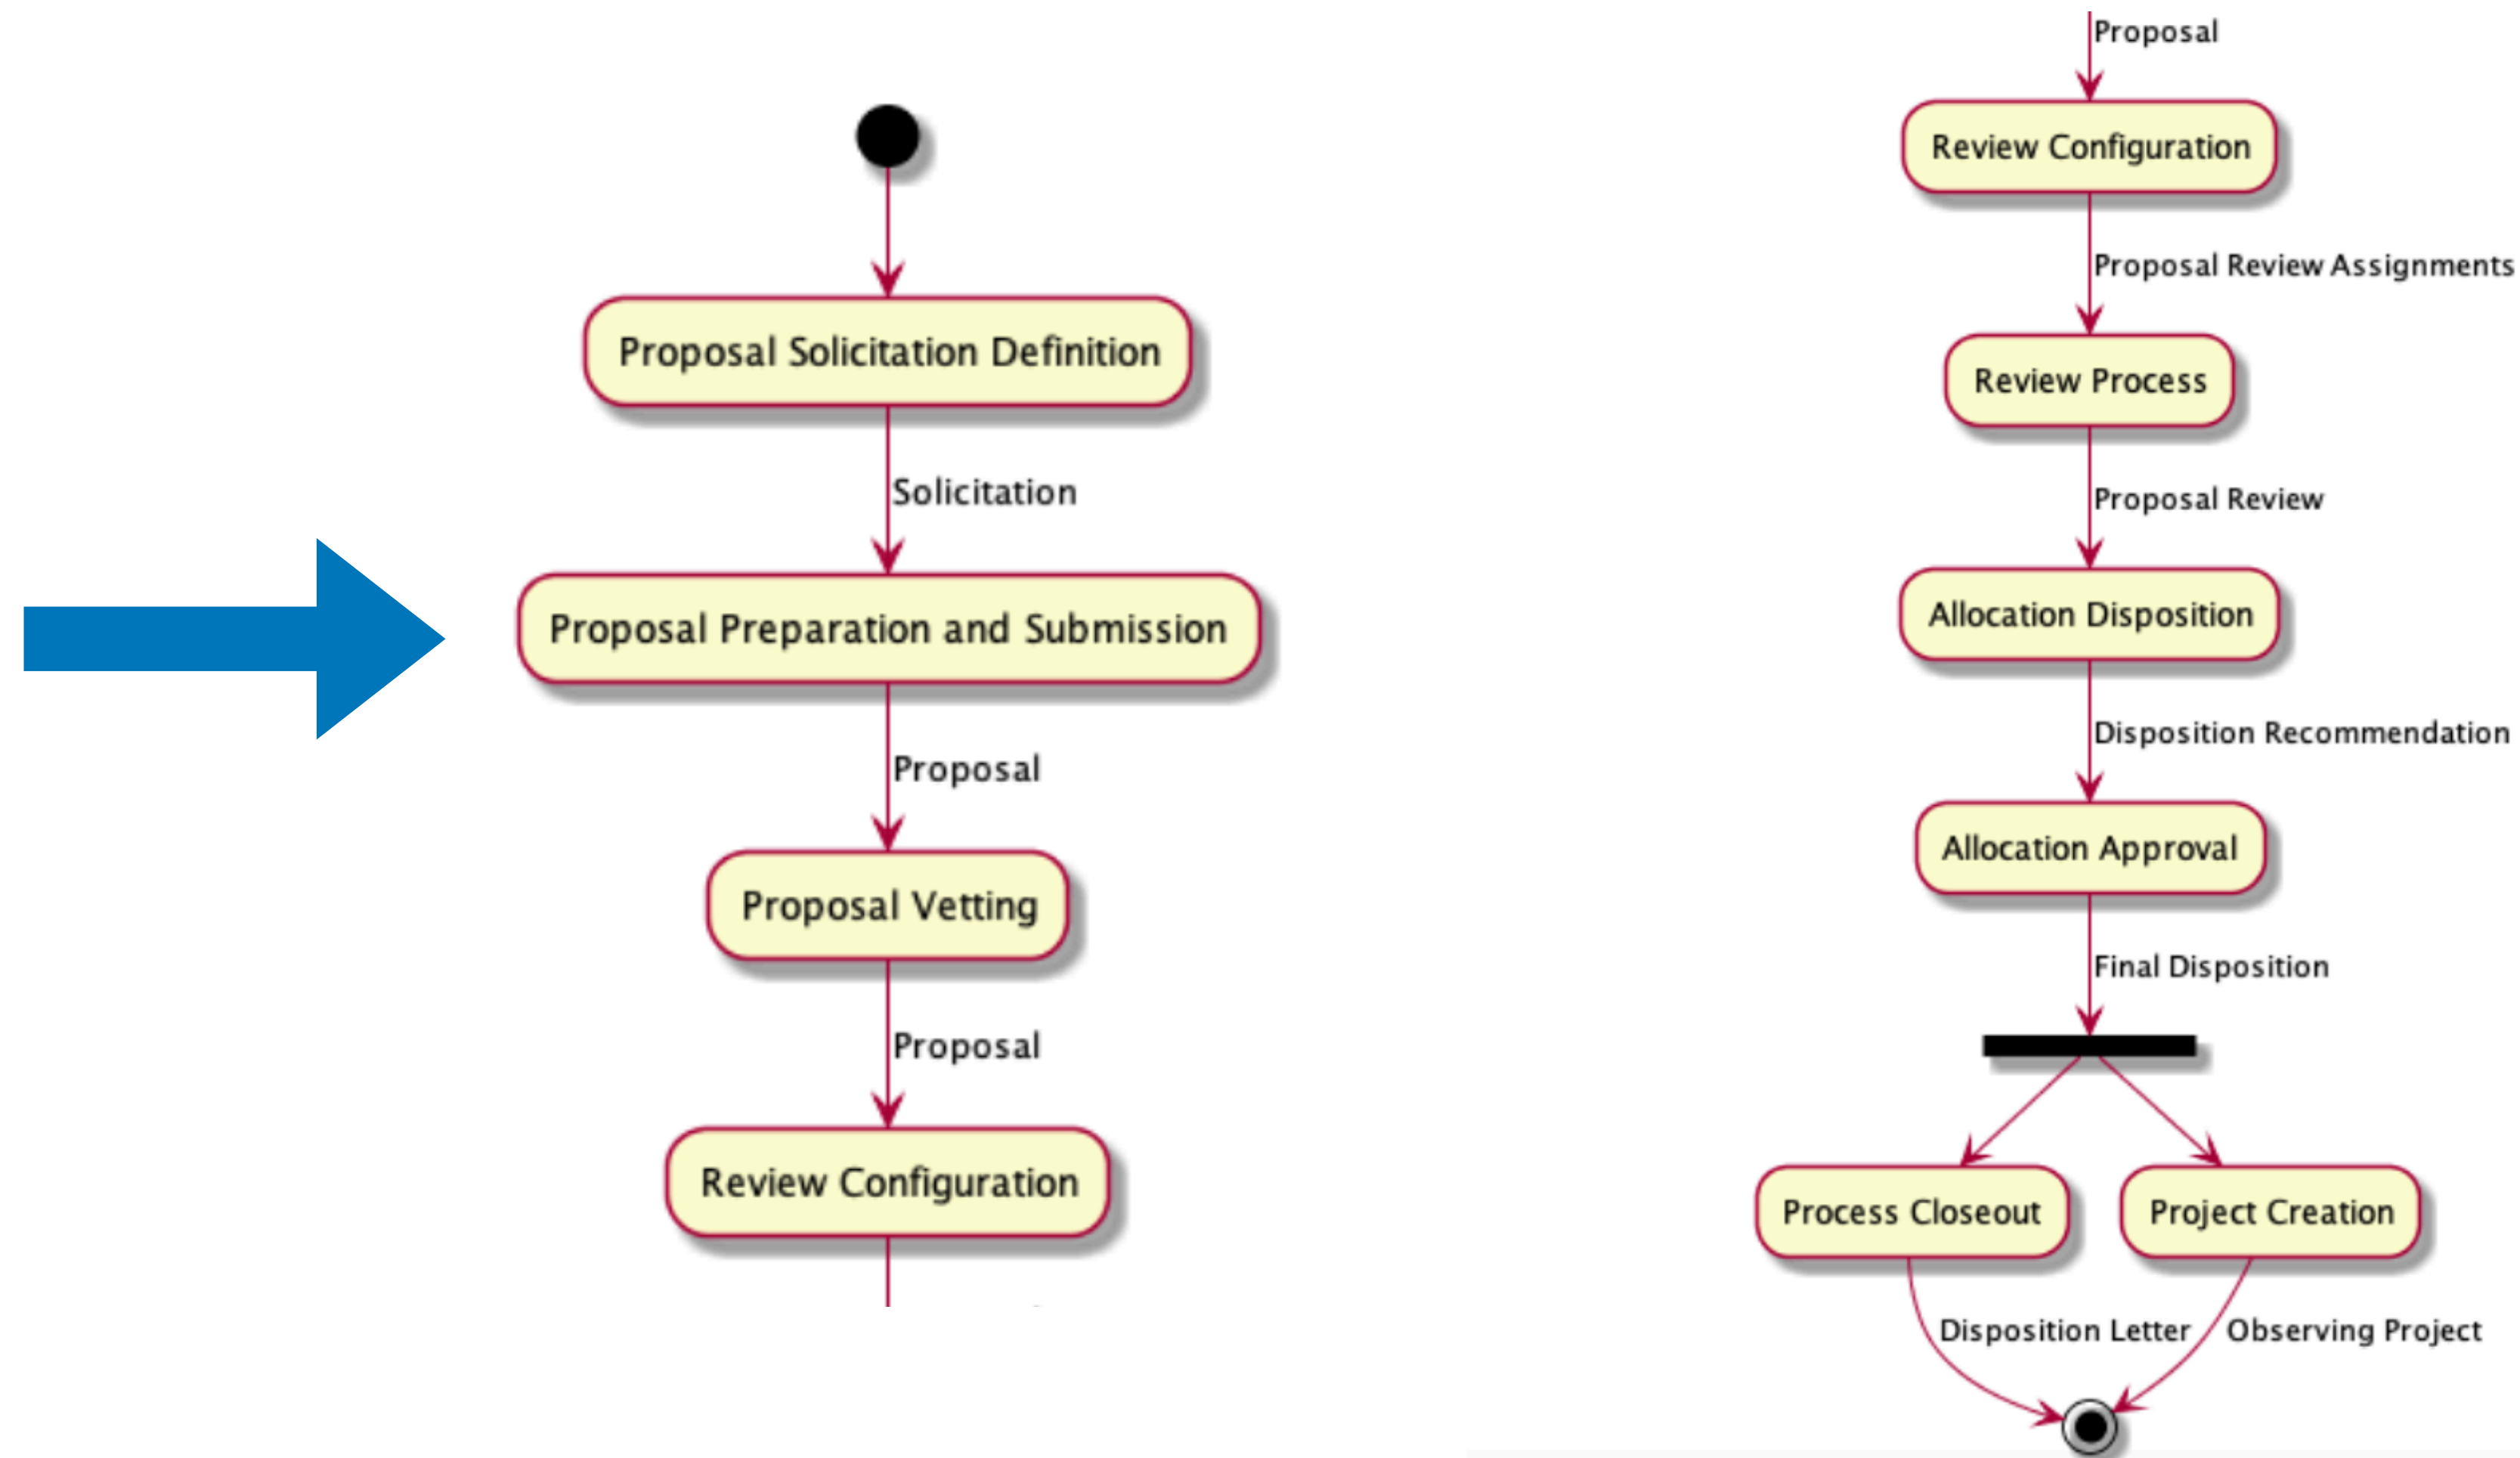 Proposal Solicitation Definition
Solicitation
Proposal Preparation and Submission
Proposal
Proposal Vetting
Proposal
Review Configuration
Proposal
Review Configuration
Proposal Review Assignments
Review Process
Proposal Review
Allocation Disposition
Disposition Recommendation
Allocation Approval
Final Disposition
Process Closeout
Project Creation
Disposition Letter
Observing Project